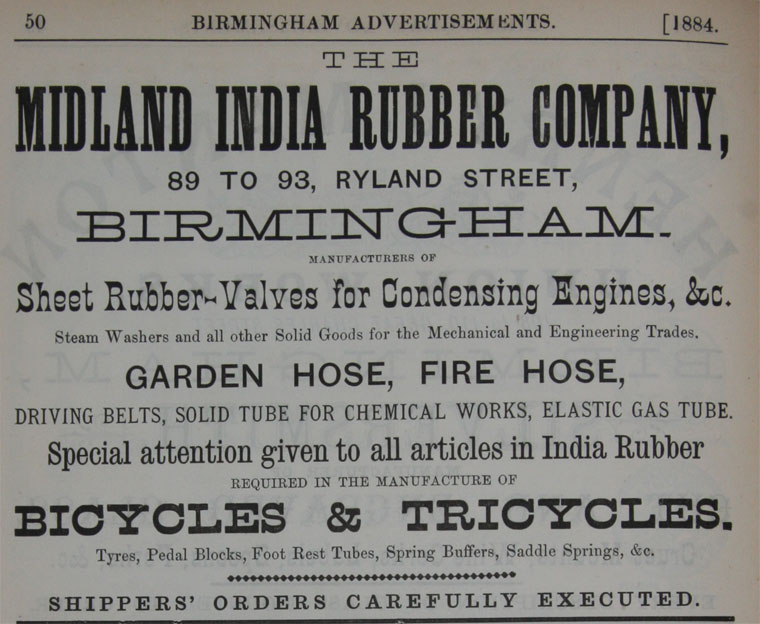 50 BIRMINGHAM ADVERTISEMENTS. [1884.
THE
MIDLAND INDIA RUBBER COMPANY,
89 TO 93, RYLAND STREET,
BIRMINGHAM.
MANUFACTURERS OF
Sheet Rubber-Valves for Condensing Engines, &c.
Steam Washers and all other Solid Goods for the Mechanical and Engineering Trades.
GARDEN HOSE, FIRE HOSE,
DRIVING BELTS, SOLID TUBE FOR CHEMICAL WORKS, ELASTIC GAS TUBE.
Special attention given to all articles in India Rubber
REQUIRED IN THE MANUFACTURE OF
BICYCLES & TRICYCLES.
Tyres, Pedal Blocks, Foot Rest Tubes, Spring Buffers, Saddle Springs, &c.
SHIPPERS' ORDERS CAREFULLY EXECUTED.